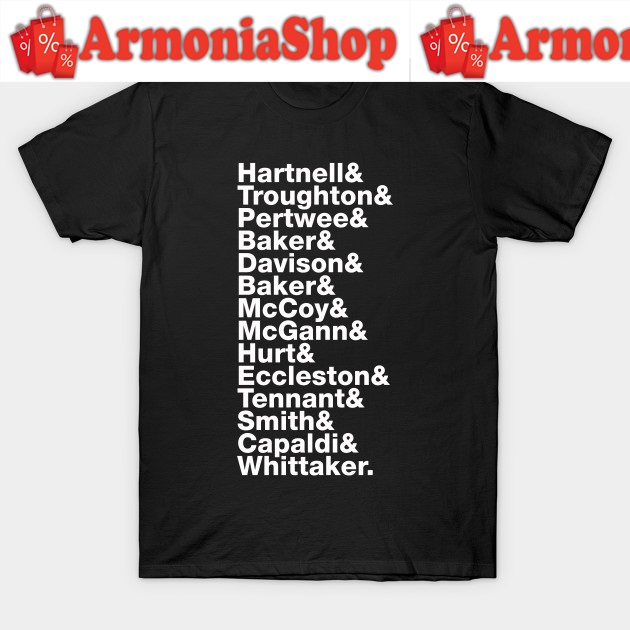 % % % ArmoniaShop % % % Armon
Hartnell&
Troughton&
Pertwee&
Baker&
Davison&
Baker&
McCoy&
McGann&
Hurt&
Eccleston&
Tennant&
Smith&
Capaldi&
Whittaker.